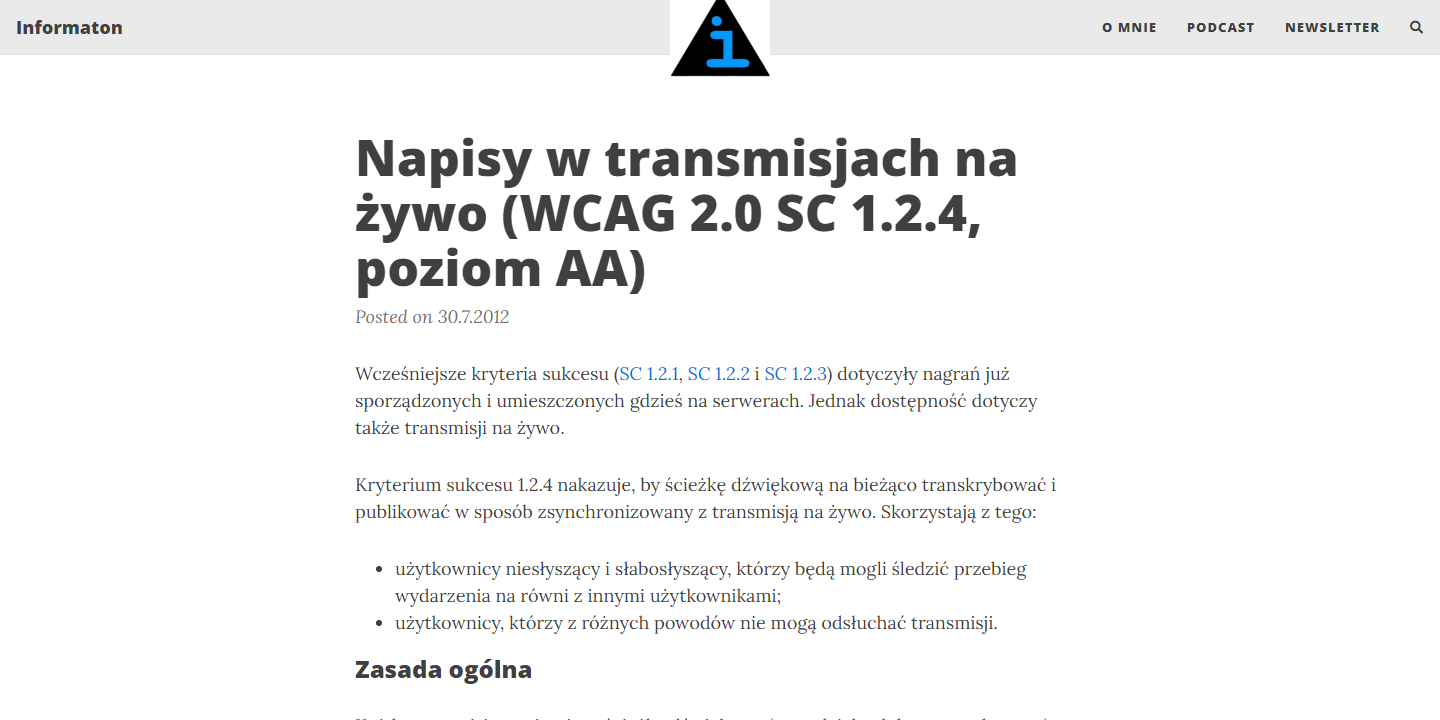 Informaton
i
O MNIE
PODCAST
NEWSLETTER
Napisy w transmisjach na
żywo (WCAG 2.0 SC 1.2.4,
poziom AA)
Posted on 30.7.2012
Wcześniejsze kryteria sukcesu (SC 1.2.1, SC 1.2.2 i SC 1.2.3) dotyczyły nagrań już
sporządzonych i umieszczonych gdzieś na serwerach. Jednak dostępność dotyczy
także transmisji na żywo.
Kryterium sukcesu 1.2.4 nakazuje, by ścieżkę dźwiękową na bieżąco transkrybować i
publikować w sposób zsynchronizowany z transmisją na żywo. Skorzystają z tego:
użytkownicy niesłyszący i słabosłyszący, którzy będą mogli śledzić przebieg
wydarzenia na równi z innymi użytkownikami;
użytkownicy, którzy z różnych powodów nie mogą odsłuchać transmisji.
Zasada ogólna